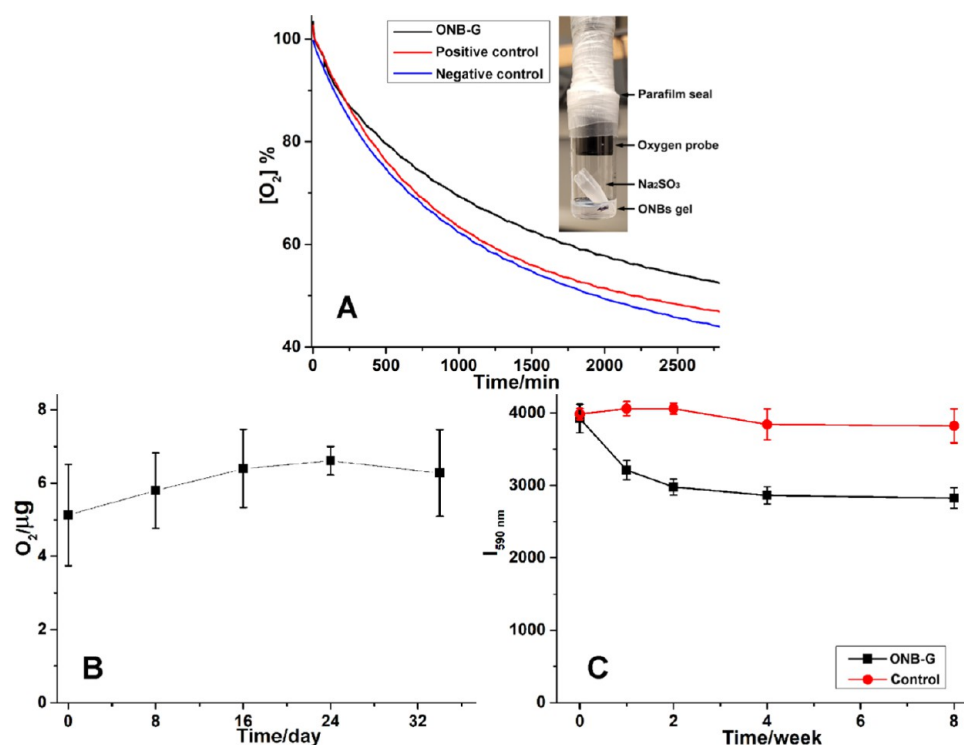 ONB-G
Positive control
Negative control
Parafilm seal
Oxygen probe
Na₂SO₃
ONBs gel
[O₂] %
100
80
60
40
A
0 500 1000 1500 2000 2500
Time/min
O₂/µg
8
6
4
2
0
B
0 8 16 24 32
Time/day
I₅₉₀ ₙₘ
4000
3000
2000
1000
0
C
ONB-G
Control
0 2 4 6 8
Time/week